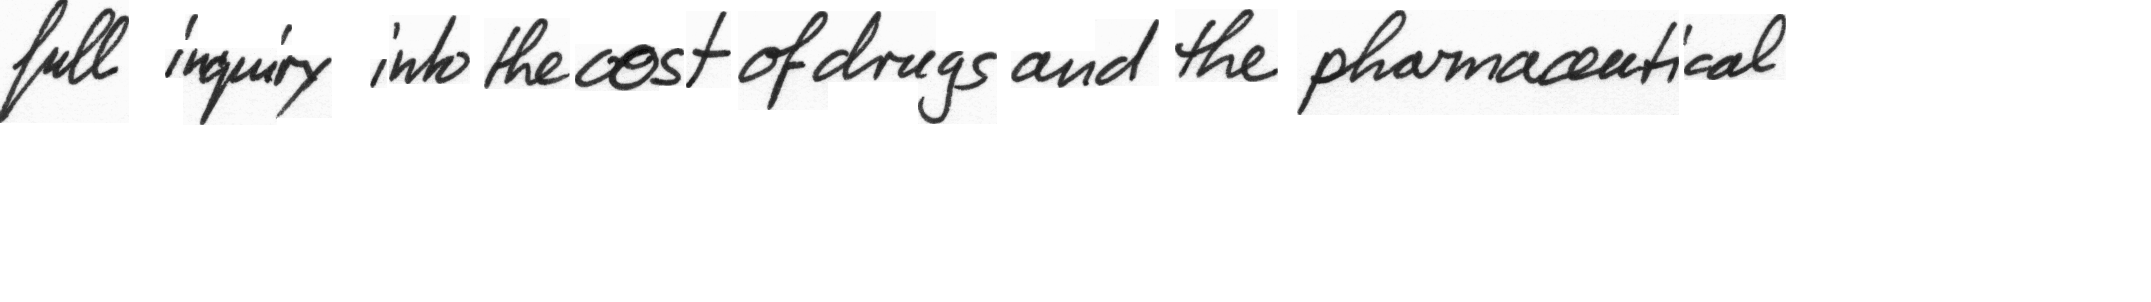 full inquiry into the cost of drugs and the pharmaceutical